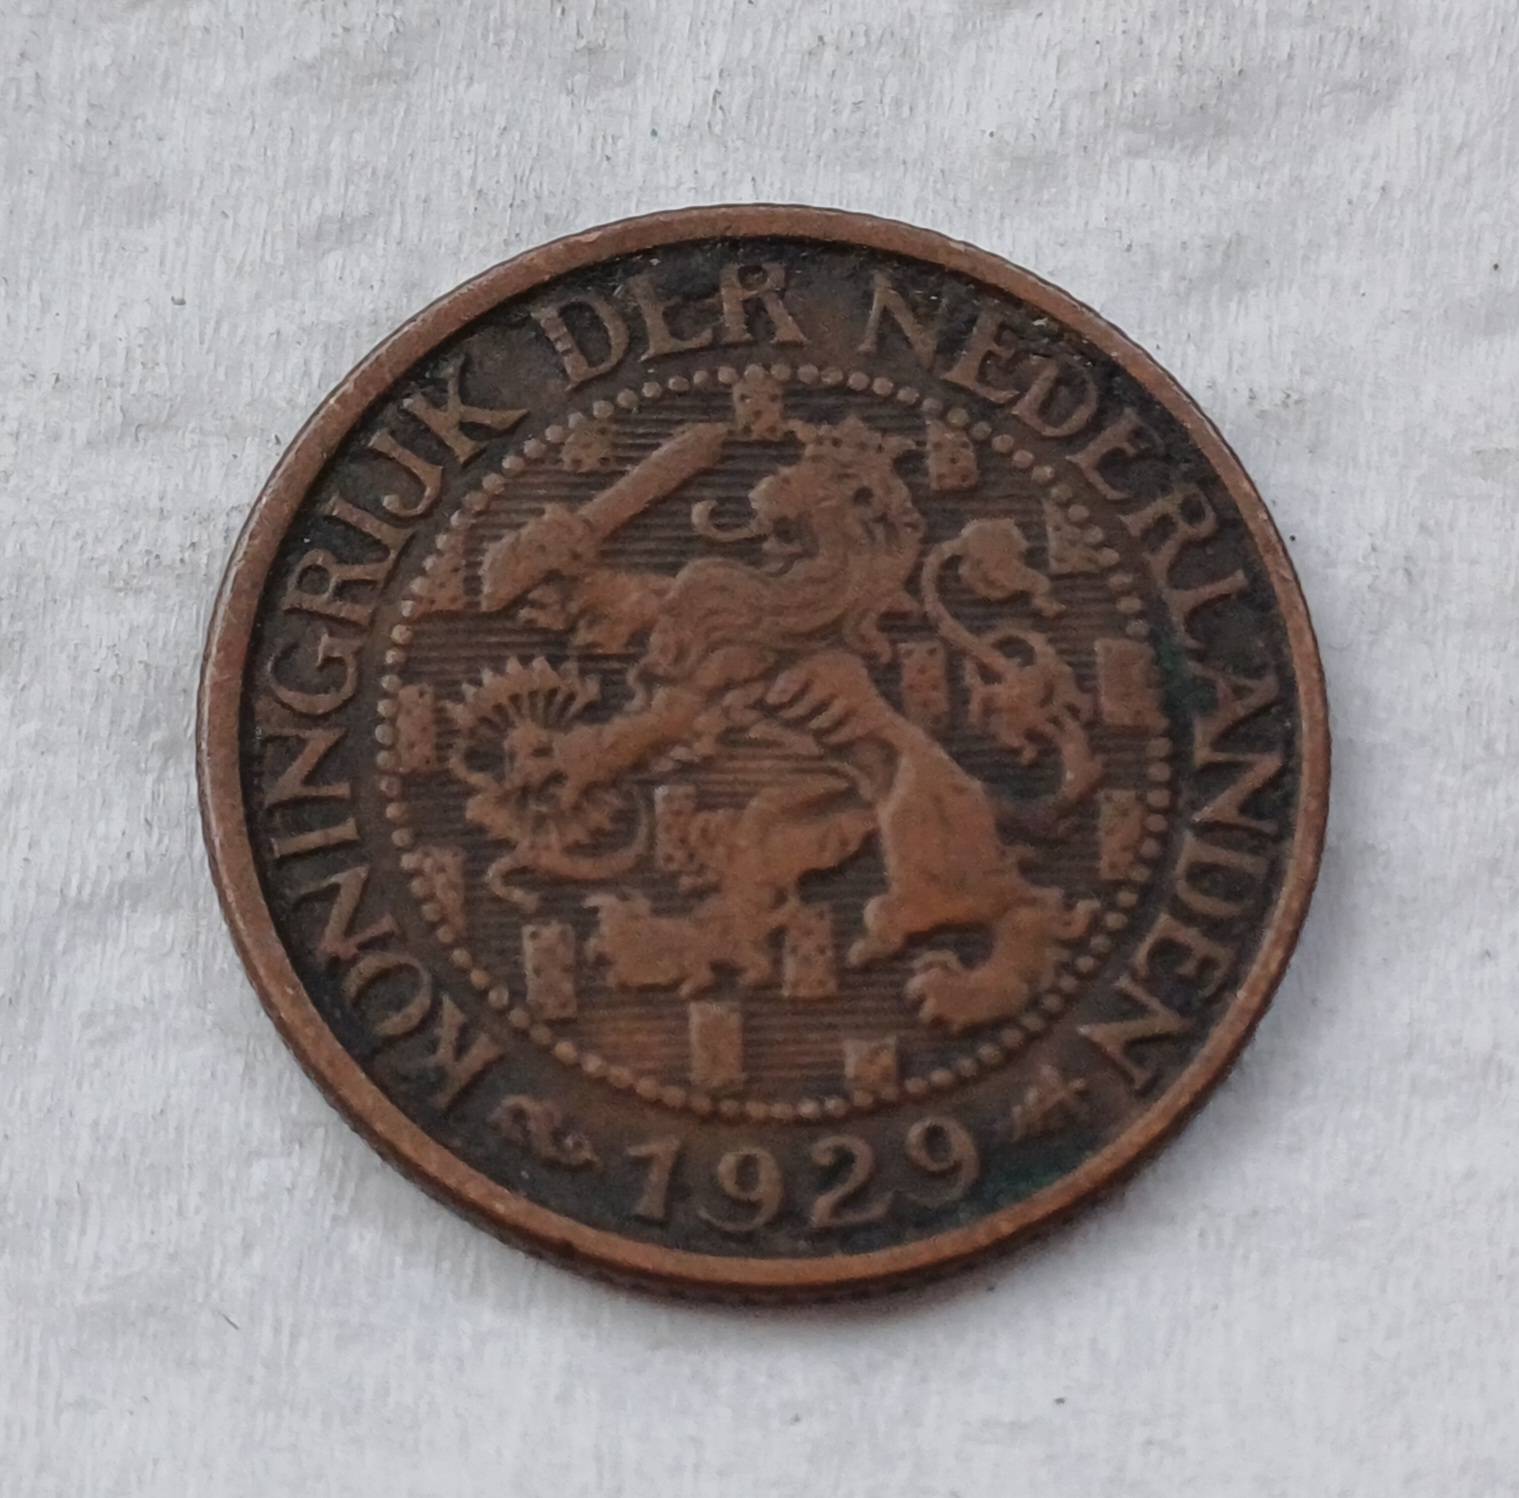 KONINGRIJK DER NEDERLANDEN
1929